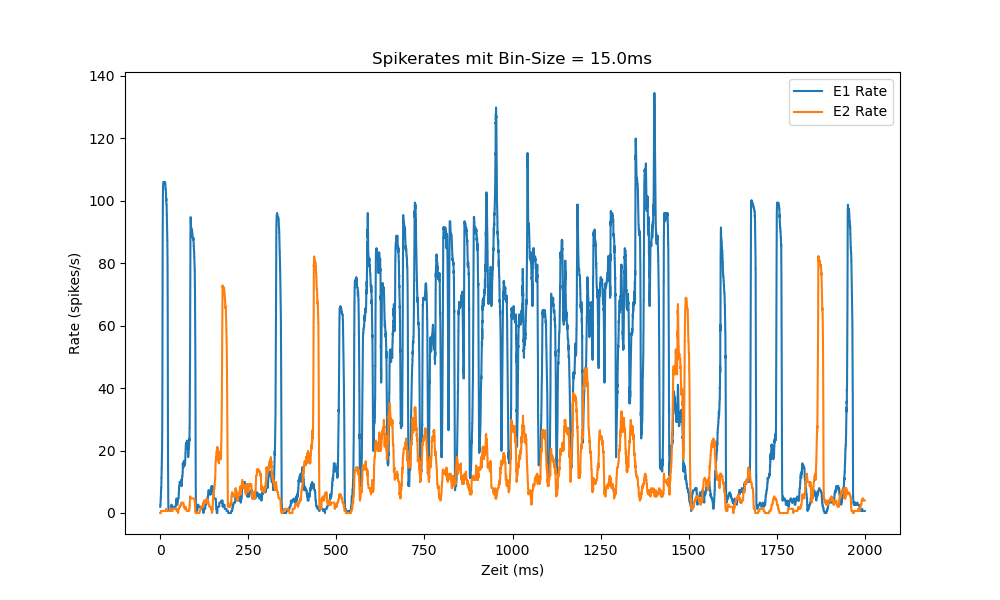 Spikerates mit Bin-Size = 15.0ms
E1 Rate
E2 Rate
Rate (spikes/s)
140
120
100
80
60
40
20
0
0 250 500 750 1000 1250 1500 1750 2000
Zeit (ms)